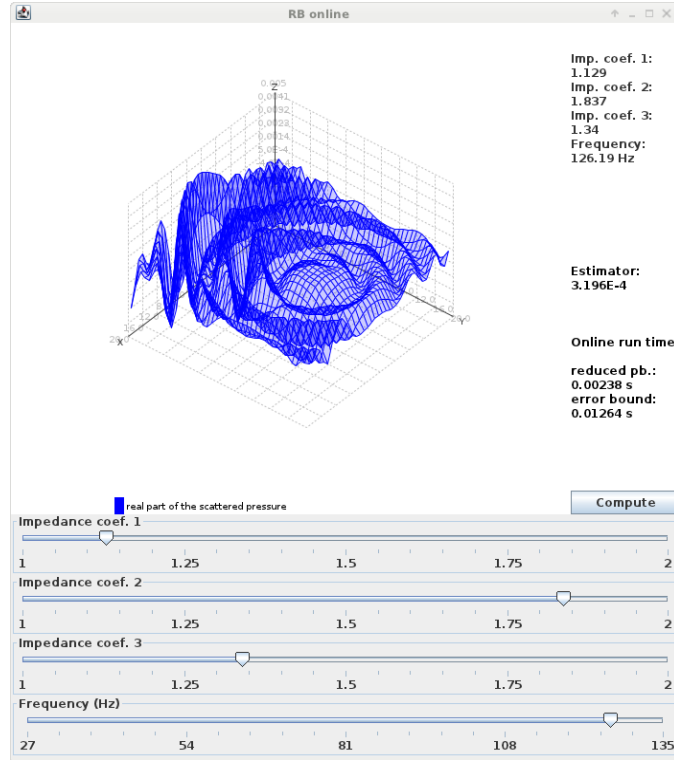 RB online
Imp. coef. 1:
1.129
Imp. coef. 2:
1.837
Imp. coef. 3:
1.34
Frequency:
126.19 Hz
Z
X
Y
Estimator:
3.196E-4
Online run time
reduced pb.:
0.00238 s
error bound:
0.01264 s
real part of the scattered pressure
Compute
Impedance coef. 1
1 1.25 1.5 1.75 2
Impedance coef. 2
1 1.25 1.5 1.75 2
Impedance coef. 3
1 1.25 1.5 1.75 2
Frequency (Hz)
27 54 81 108 135